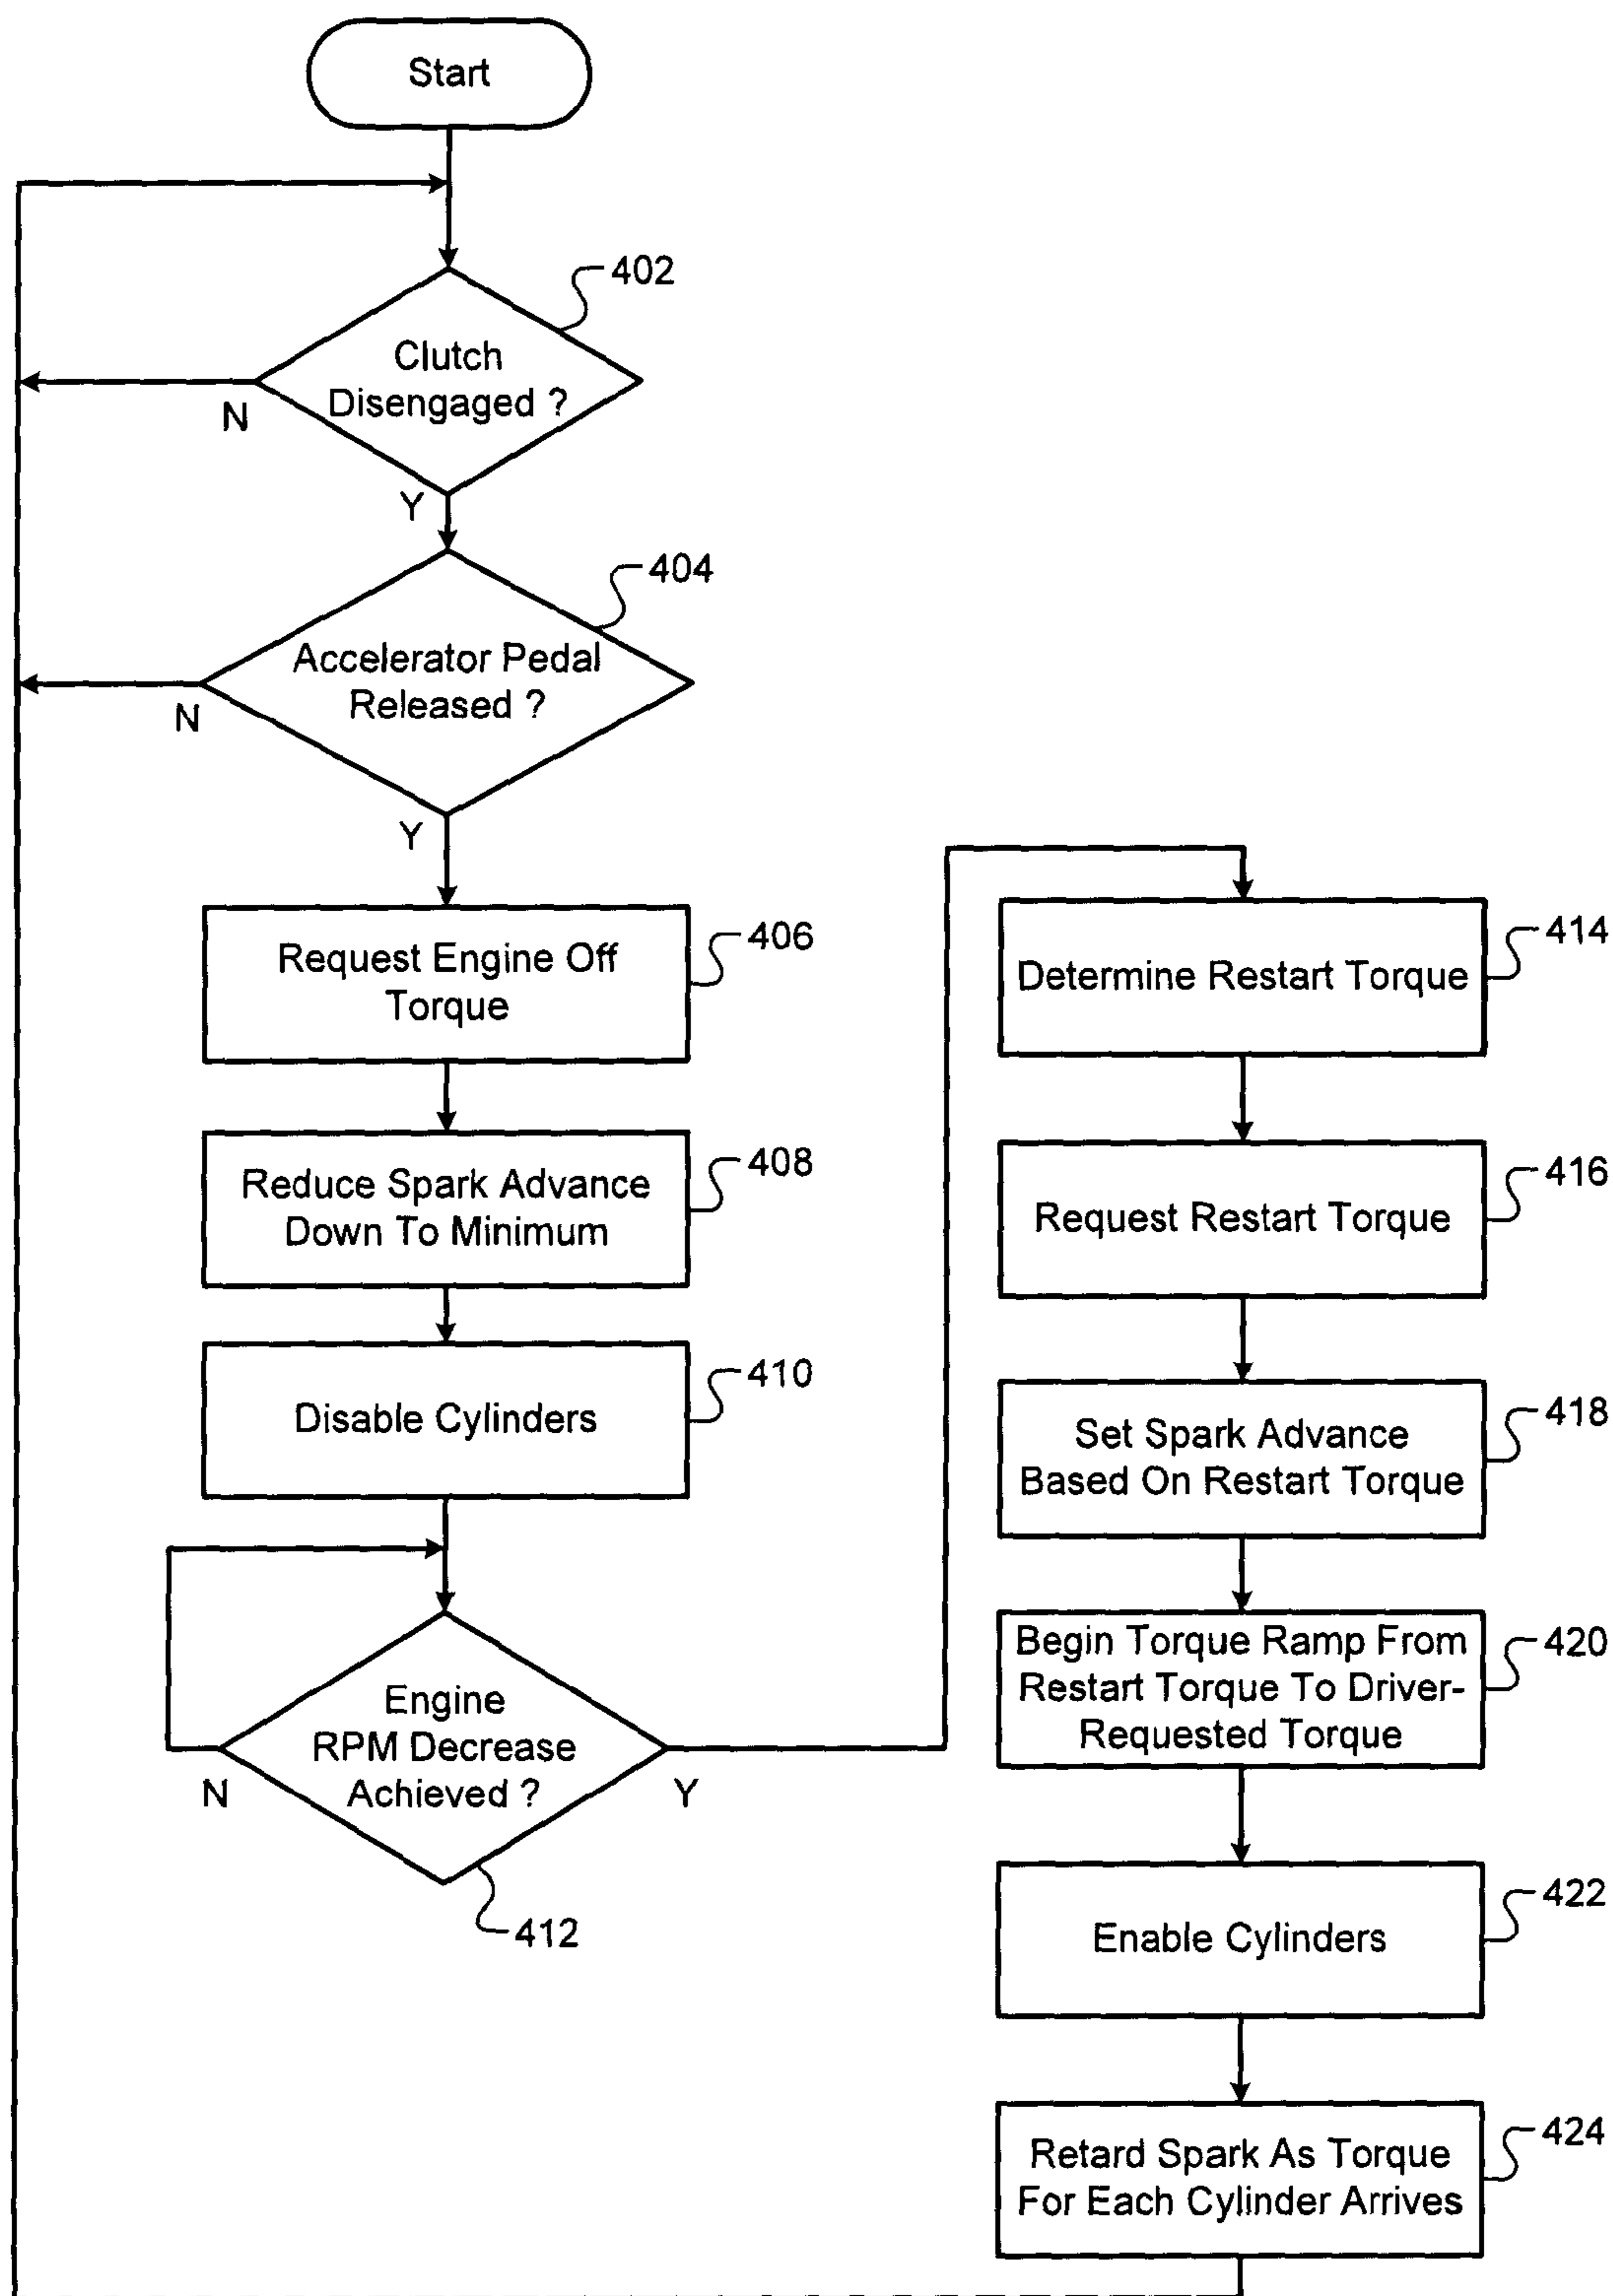 Start
402
Clutch
Disengaged ?
N
Y
404
Accelerator Pedal
Released ?
N
Y
406
Request Engine Off
Torque
408
Reduce Spark Advance
Down To Minimum
410
Disable Cylinders
Engine
RPM Decrease
Achieved ?
N
Y
412
414
Determine Restart Torque
416
Request Restart Torque
418
Set Spark Advance
Based On Restart Torque
420
Begin Torque Ramp From
Restart Torque To Driver-
Requested Torque
422
Enable Cylinders
424
Retard Spark As Torque
For Each Cylinder Arrives